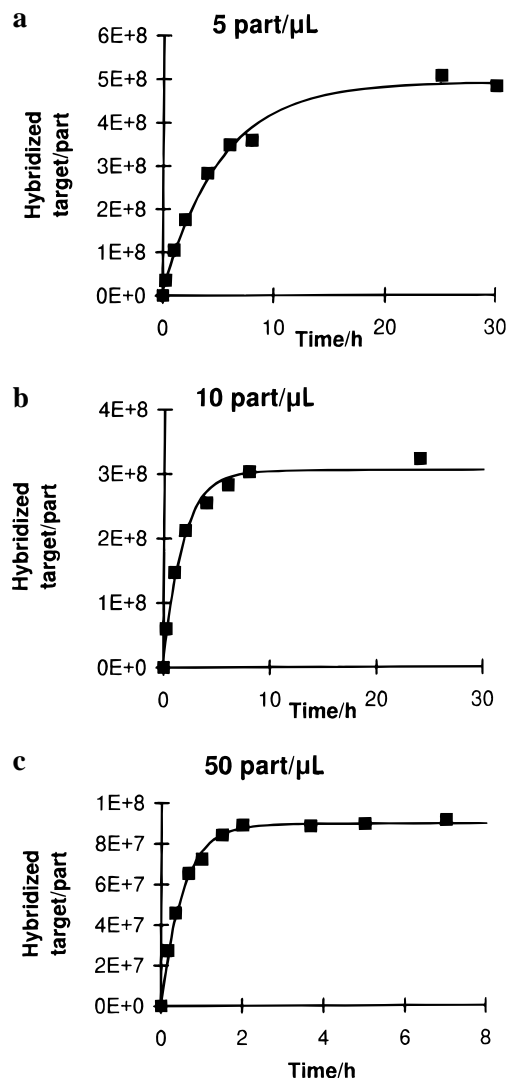 a
5 part/µL
6E+8
5E+8
4E+8
3E+8
2E+8
1E+8
0E+0
Hybridized
target/part
0 10 20 30
Time/h
b
10 part/µL
4E+8
3E+8
2E+8
1E+8
0E+0
Hybridized
target/part
0 10 20 30
Time/h
c
50 part/µL
1E+8
8E+7
6E+7
4E+7
2E+7
0E+0
Hybridized
target/part
0 2 4 6 8
Time/h